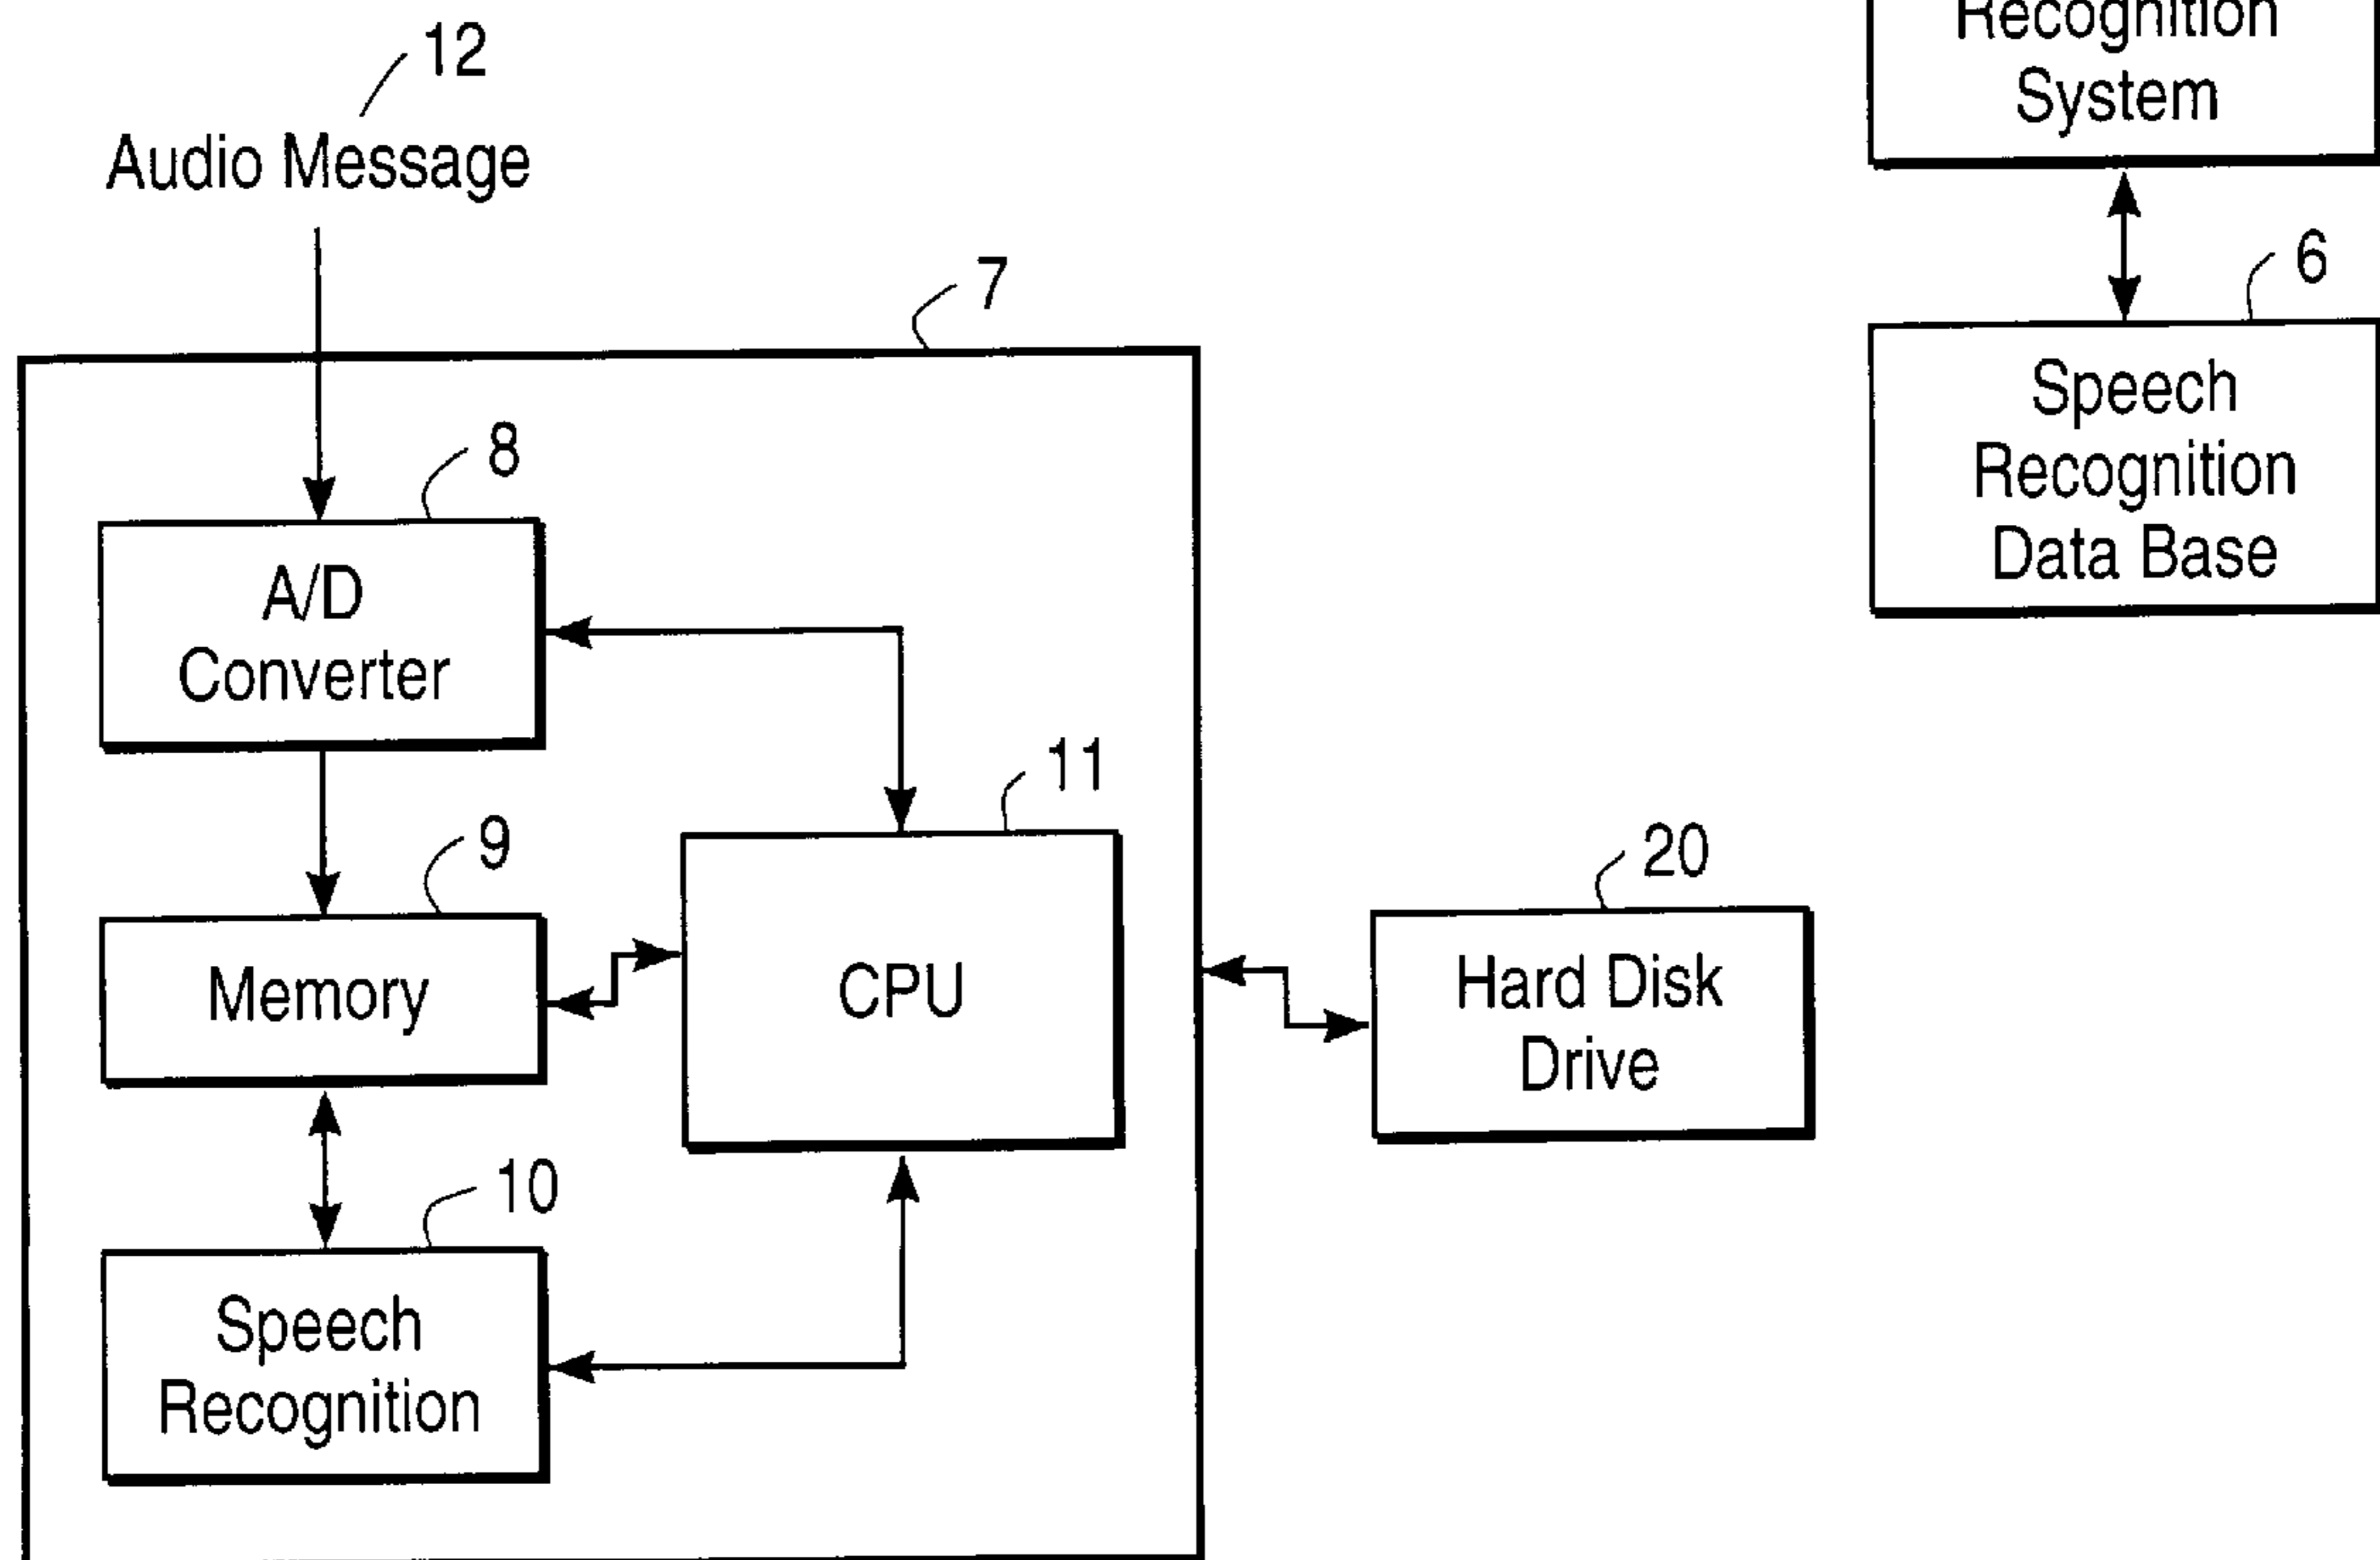 12
Audio Message
Recognition
System
7
6
Speech
Recognition
Data Base
8
A/D
Converter
11
9
20
Memory
CPU
Hard Disk
Drive
10
Speech
Recognition